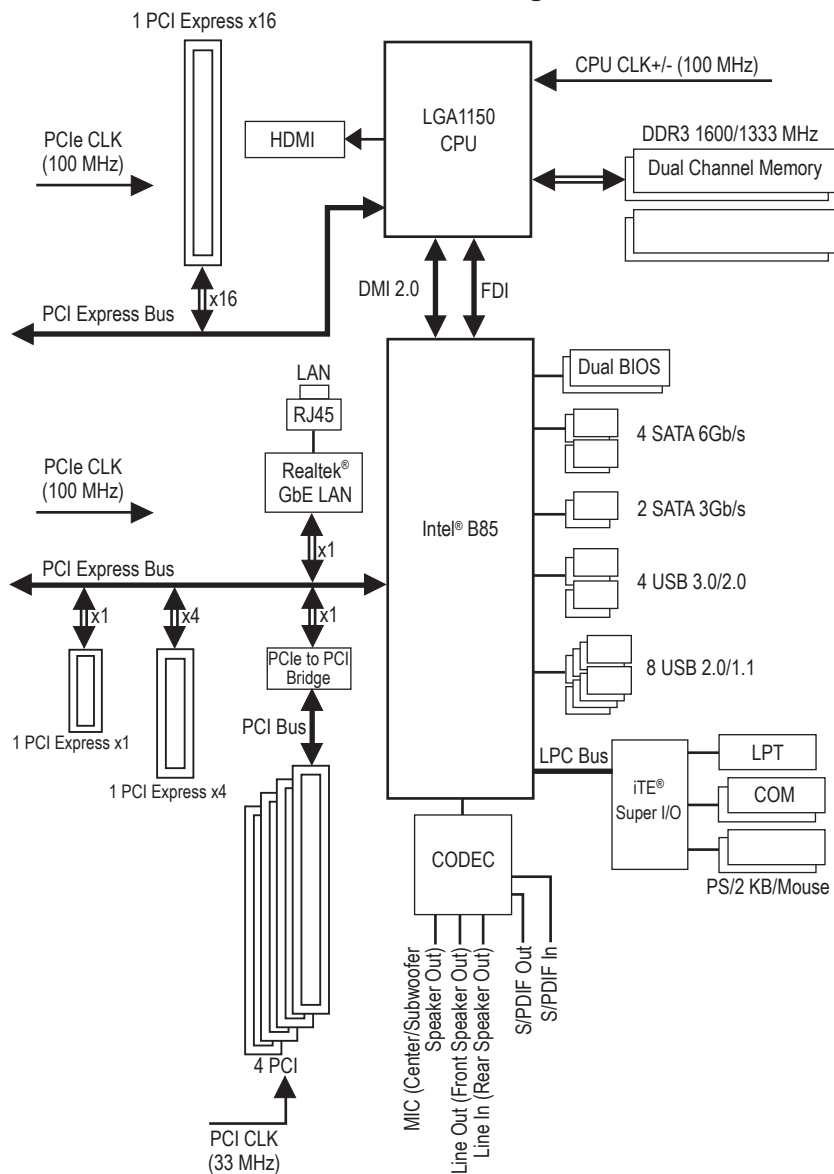 1 PCI Express x16
CPU CLK+/- (100 MHz)
LGA1150
CPU
HDMI
PCIe CLK
(100 MHz)
DDR3 1600/1333 MHz
Dual Channel Memory
x16
DMI 2.0
FDI
PCI Express Bus
LAN
RJ45
Dual BIOS
4 SATA 6Gb/s
PCIe CLK
(100 MHz)
Realtek®
GbE LAN
2 SATA 3Gb/s
Intel® B85
x1
PCI Express Bus
4 USB 3.0/2.0
x1
x4
x1
PCIe to PCI
Bridge
8 USB 2.0/1.1
PCI Bus
1 PCI Express x1
1 PCI Express x4
LPC Bus
iTE®
Super I/O
LPT
COM
PS/2 KB/Mouse
CODEC
MIC (Center/Subwoofer
Speaker Out)
Line Out (Front Speaker Out)
Line In (Rear Speaker Out)
S/PDIF Out
S/PDIF In
4 PCI
PCI CLK
(33 MHz)